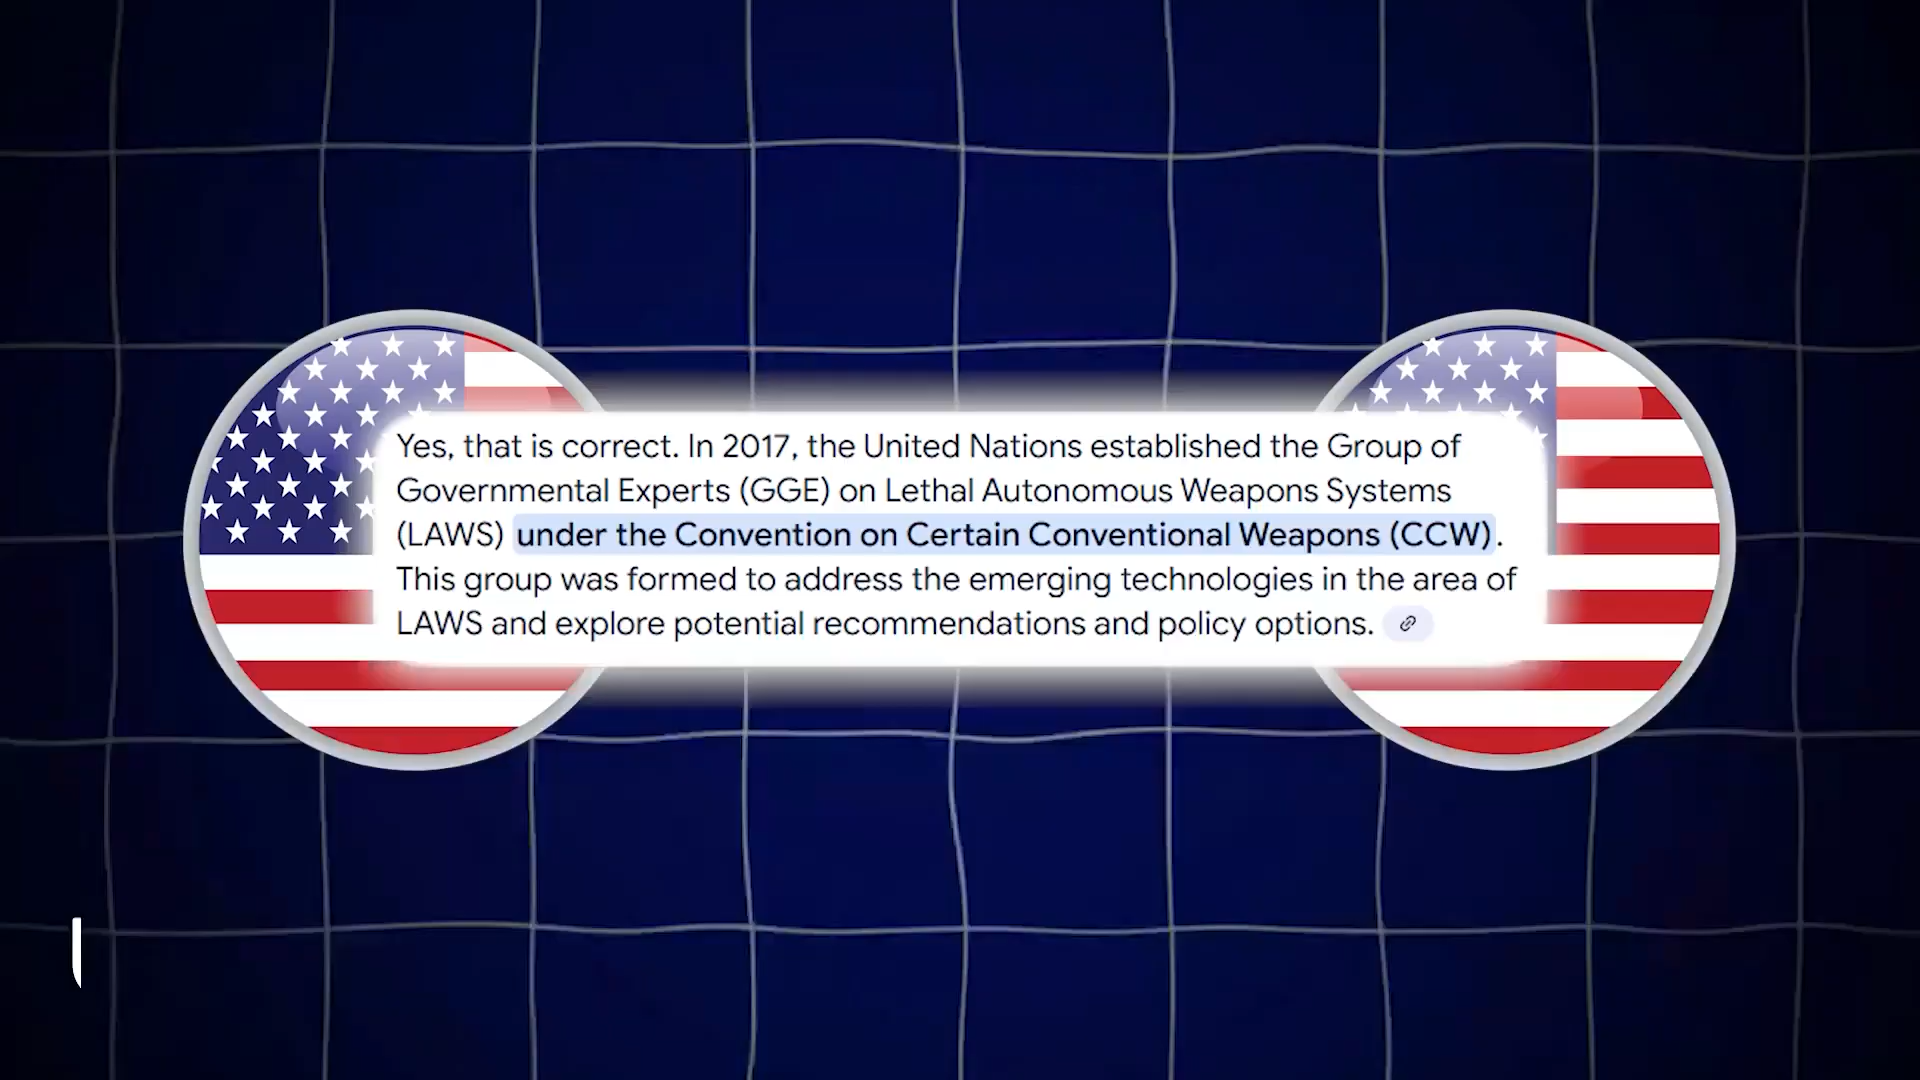 Yes, that is correct. In 2017, the United Nations established the Group of
Governmental Experts (GGE) on Lethal Autonomous Weapons Systems
(LAWS) under the Convention on Certain Conventional Weapons (CCW).
This group was formed to address the emerging technologies in the area of
LAWS and explore potential recommendations and policy options.